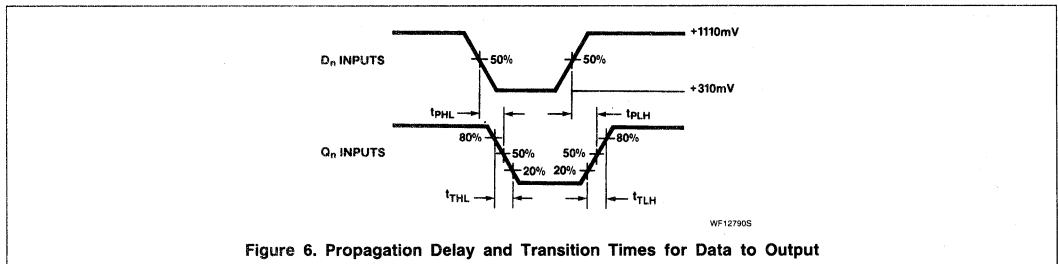 +1110mV
Dn INPUTS
50%
50%
+310mV
tPHL
tPLH
80%
80%
Qn INPUTS
50%
50%
20%
20%
tTHL
tTLH
WF12790S
Figure 6. Propagation Delay and Transition Times for Data to Output